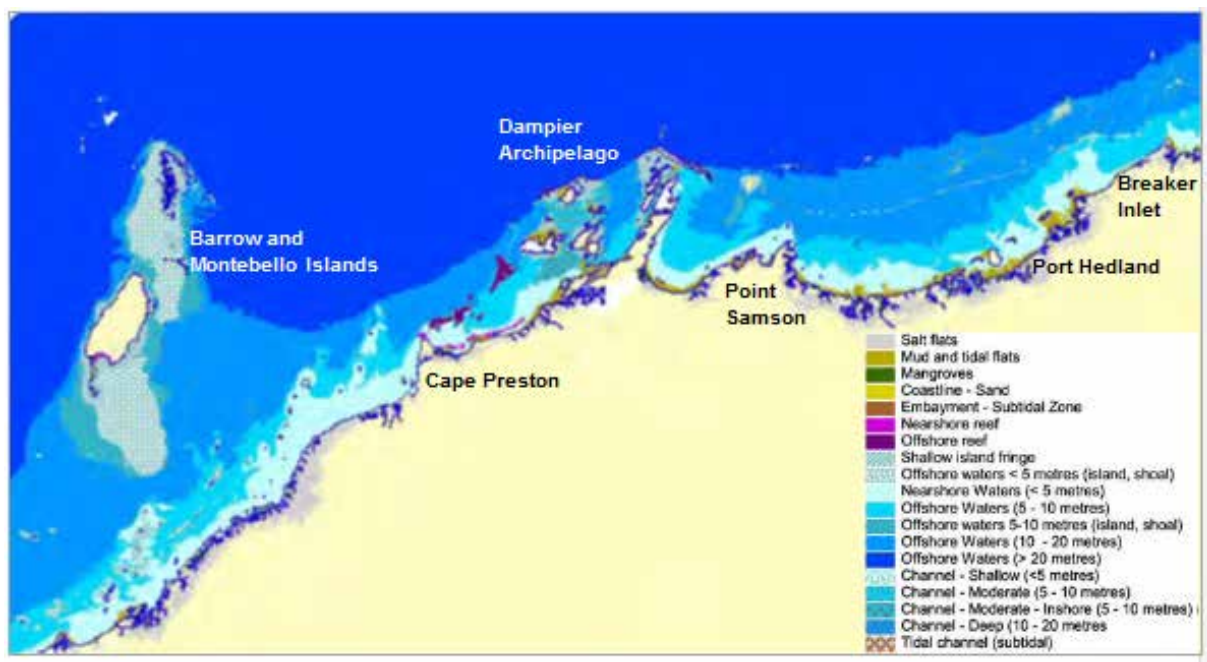 Dampier
Archipelago
Breaker
Inlet
Barrow and
Montebello Islands
Port Hedland
Point
Samson
Cape Preston
Salt flats
Mud and tidal flats
Mangroves
Coastline - Sand
Embayment - Subtidal Zone
Nearshore reef
Offshore reef
Shallow island fringe
Offshore waters < 5 metres (island, shoal)
Nearshore Waters (< 5 metres)
Offshore Waters (5 - 10 metres)
Offshore waters 5-10 metres (island, shoal)
Offshore Waters (10 - 20 metres)
Offshore Waters (> 20 metres)
Channel - Shallow (<5 metres)
Channel - Moderate (5 - 10 metres)
Channel - Moderate - Inshore (5 - 10 metres)
Channel - Deep (10 - 20 metres
Tidal channel (subtidal)